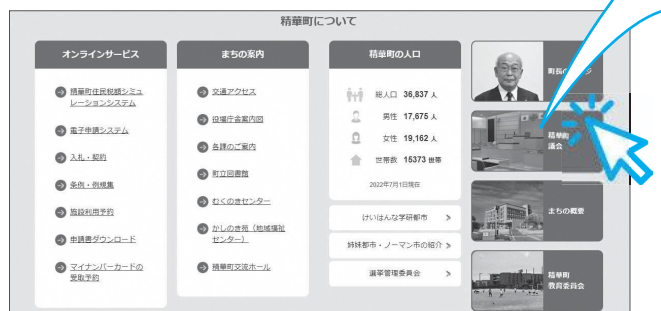 精華町について
オンラインサービス
精華町住民税額シミュ
レーションシステム
電子申請システム
入札・契約
条例・例規集
施設利用予約
申請書ダウンロード
マイナンバーカードの
受取予約
まちの案内
交通アクセス
役場庁舎案内図
各課のご案内
町立図書館
むくのきセンター
かしのき苑（地域福祉
センター）
精華町交流ホール
精華町の人口
総人口 36,837 人
男性 17,675 人
女性 19,162 人
世帯数 15373 世帯
2022年7月1日現在
けいはんな学研都市 >
姉妹都市・ノーマン市の紹介 >
選挙管理委員会 >
町長の
ジ
精華町
議会
まちの概要
精華町
教育委員会